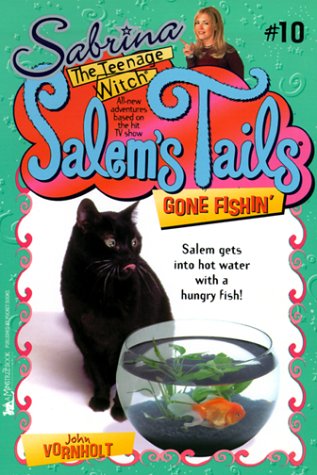 Sabrina
#10
The Teenage
Witch
All-new
adventures
based on
the hit
TV show
Salem's Tails
GONE FISHIN'
Salem gets
into hot water
with a
hungry fish!
John
VORNHOLT